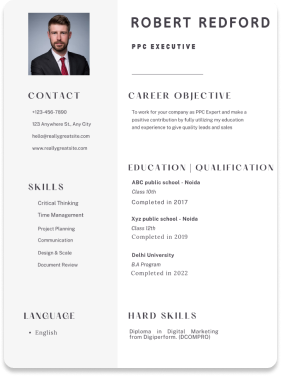 ROBERT REDFORD
PPC EXECUTIVE
CONTACT
+123-456-7890
123 Anywhere St., Any City
hello@reallygreatsite.com
www.reallygreatsite.com
SKILLS
Critical Thinking
Time Management
Project Planning
Communication
Design & Scale
Document Review
LANGUAGE
• English
CAREER OBJECTIVE
To work for your company as PPC Expert and make a
positive contribution by fully utilizing my education
and experience to give quality leads and sales
EDUCATION | QUALIFICATION
ABC public school - Noida
Class 10th
Completed in 2017
Xyz public school - Noida
Class 12th
Completed in 2019
Delhi University
B.A Program
Completed in 2022
HARD SKILLS
Diploma in Digital Marketing
from Digiperform. (DCOMPRO)